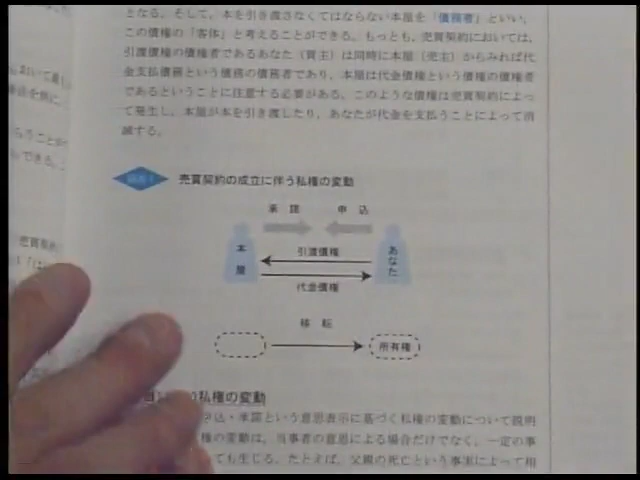 となる。そして、本を引き渡さなくてはならない本屋を「債務者」といい、
この債権の「客体」と考えることができる。もっとも、売買契約においては、
引渡債権の債権者であるあなた（買主）は同時に本屋（売主）からみれば代
金支払債務という債務の債務者であり、本屋は代金債権という債権の債権者
であるということに注意する必要がある。このような債権は売買契約によっ
て発生し、本屋が本を引き渡したり、あなたが代金を支払うことによって消
滅する。
売買契約の成立に伴う私権の変動
承諾 申込
本屋
引渡債権
代金債権
あなた
移転
所有権
私権の変動
申込・承諾という意思表示に基づく私権の変動について説明
権の変動は、当事者の意思による場合だけでなく、一定の事
ても生じる。たとえば、父親の死亡という事実によって相
売買契約